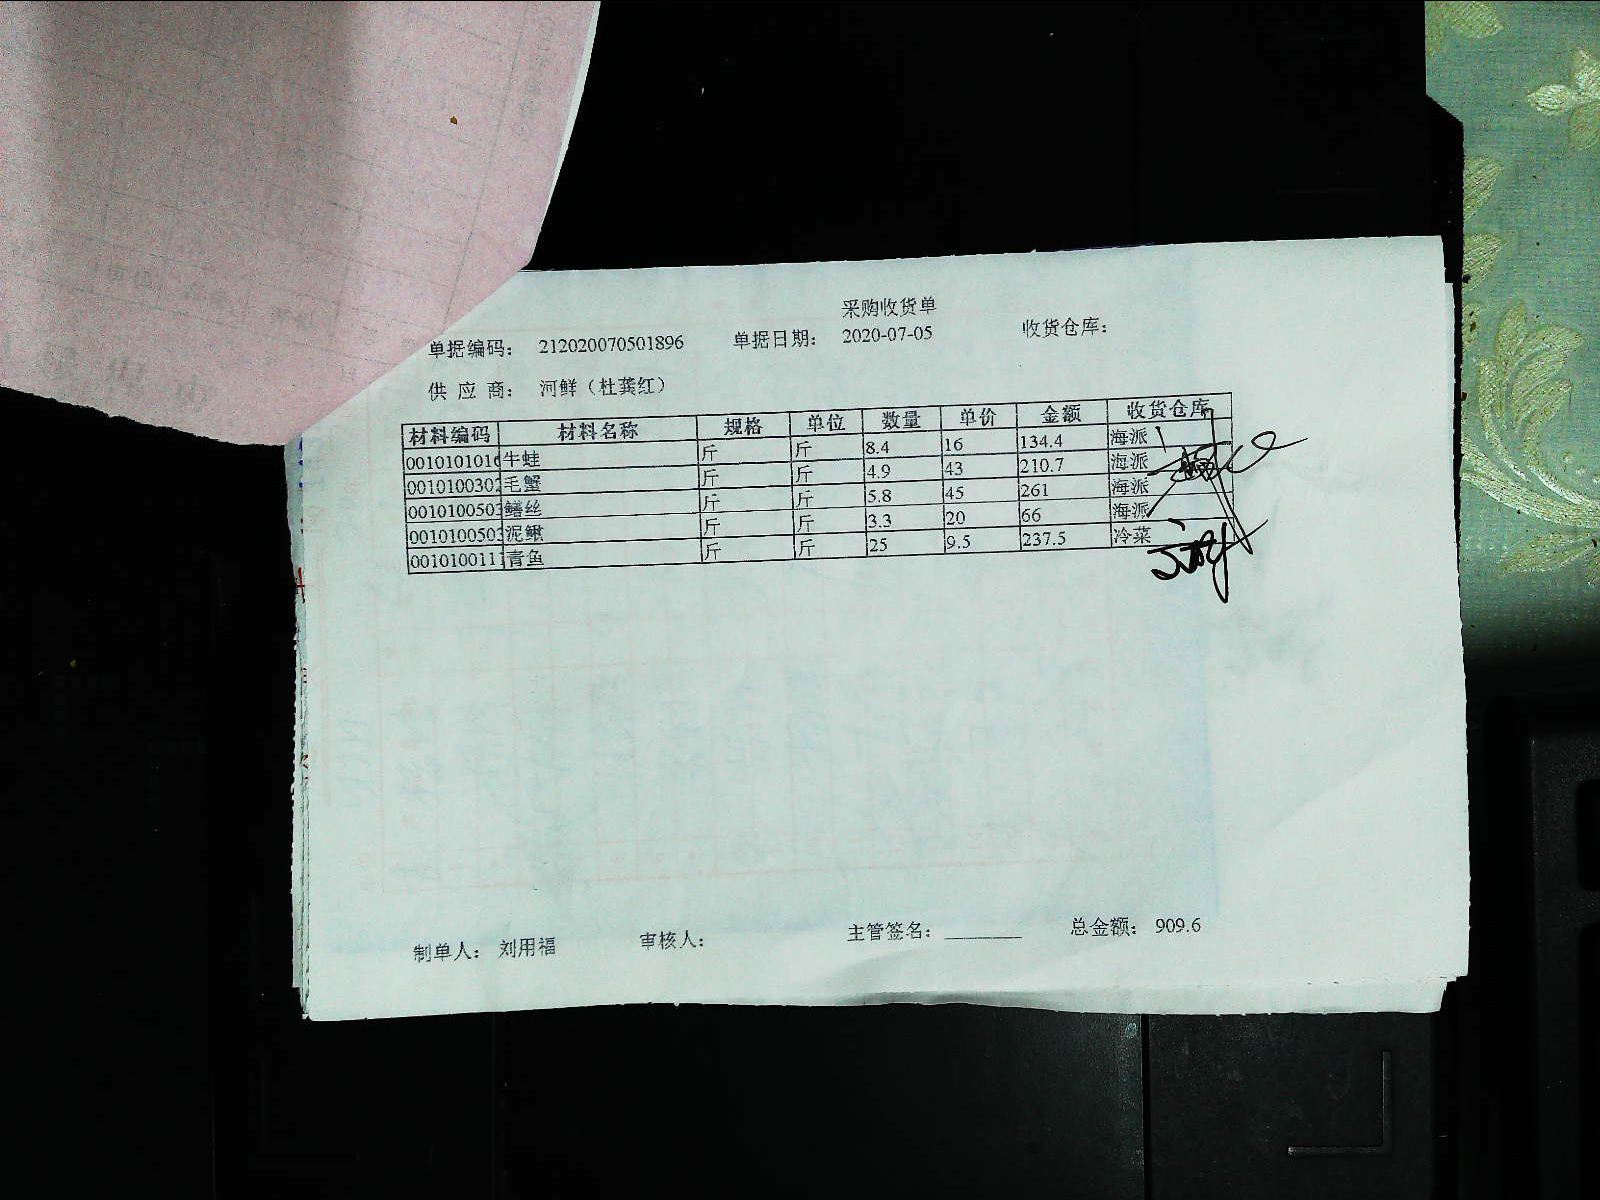 采购收货单
单据编码： 212020070501896 单据日期： 2020-07-05 收货仓库：
供 应 商： 河鲜（杜龚红）
材料编码 材料名称 规格 单位 数量 单价 金额 收货仓库
0010101016 牛蛙 斤 斤 8.4 16 134.4 海派
001010030 毛蟹 斤 斤 4.9 43 210.7 海派
001010050 鳝丝 斤 斤 5.8 45 261 海派
001010050 泥鳅 斤 斤 3.3 20 66 海派
001010011 青鱼 斤 斤 25 9.5 237.5 冷菜
制单人： 刘用福 审核人： 主管签名： 总金额： 909.6